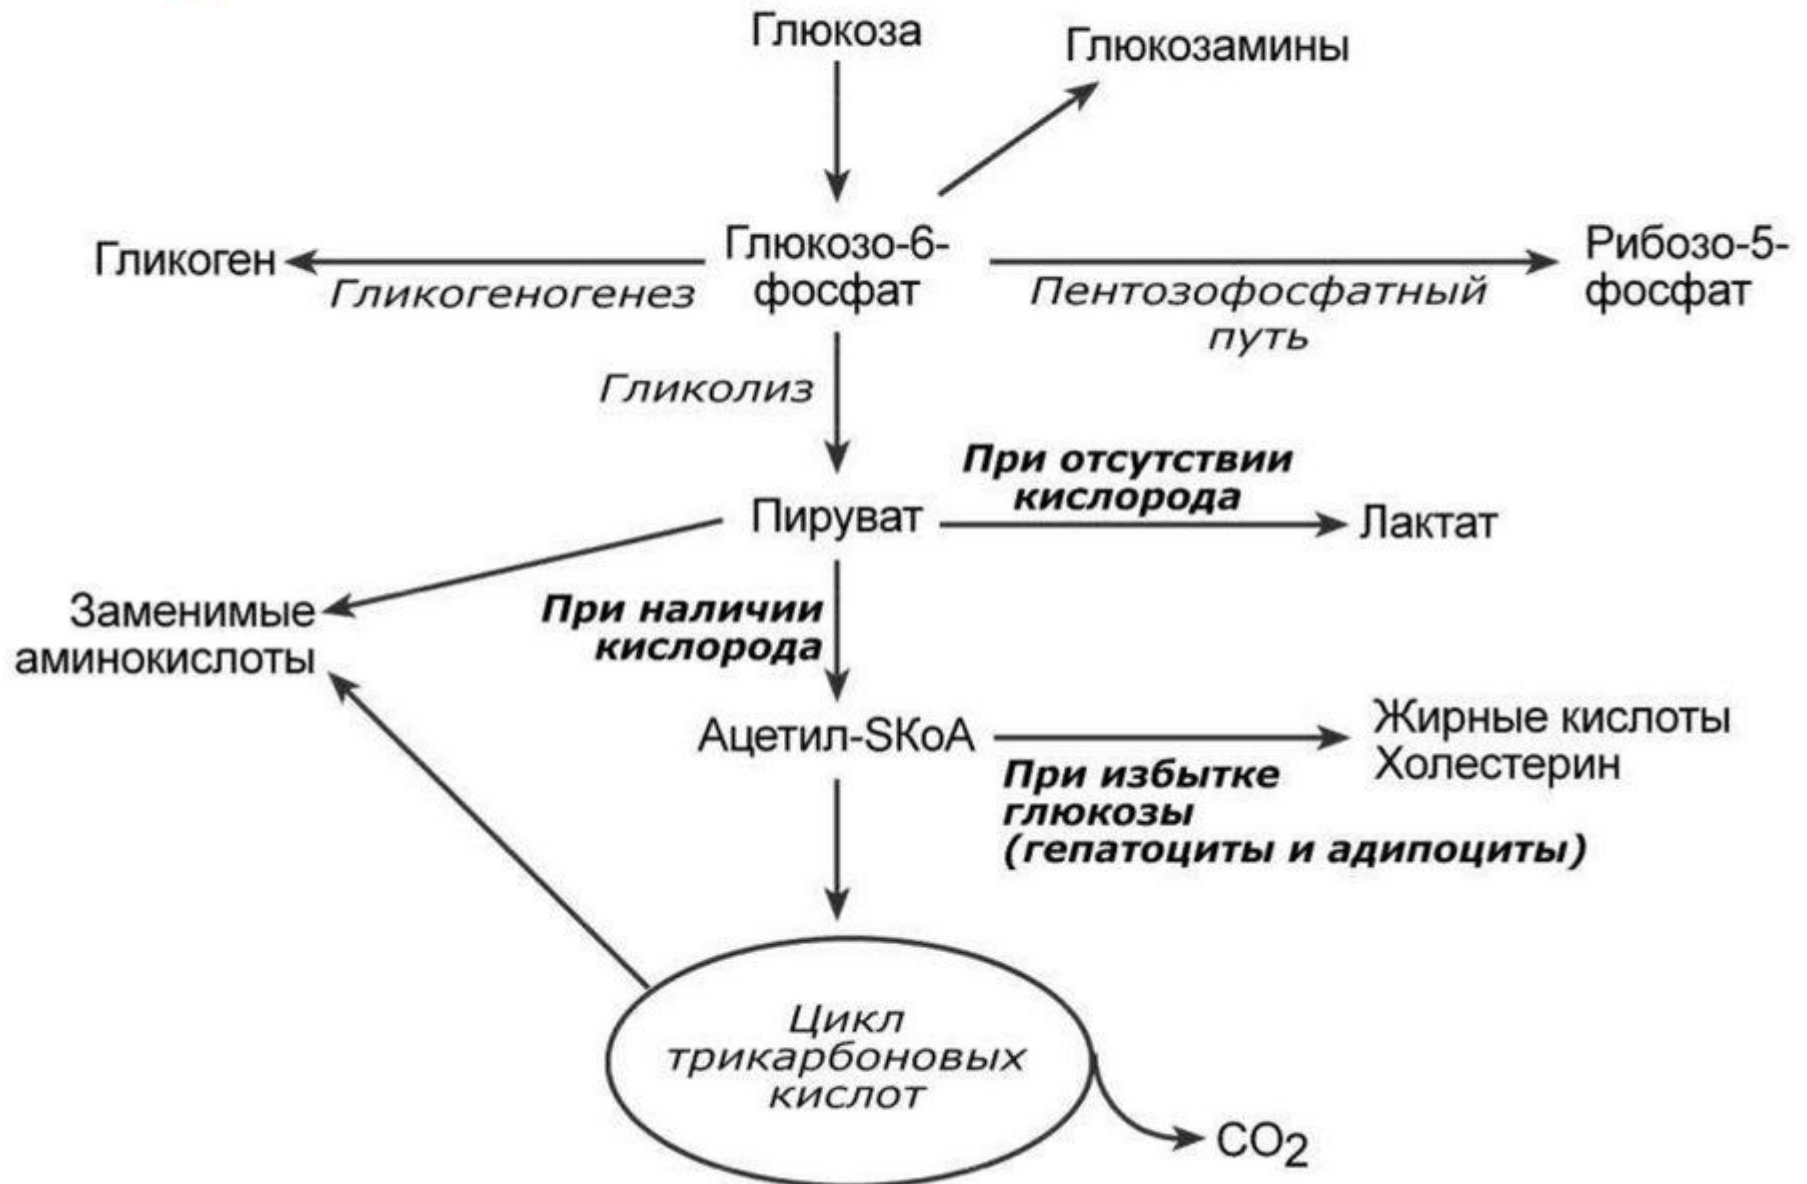 Глюкоза
Глюкозамины
Гликоген
Глюкозо-6-
фосфат
Рибозо-5-
фосфат
Гликогеногенез
Пентозофосфатный
путь
Гликолиз
При отсутствии
кислорода
Пируват
Лактат
Заменимые
аминокислоты
При наличии
кислорода
Ацетил-SКоА
Жирные кислоты
Холестерин
При избытке
глюкозы
(гепатоциты и адипоциты)
Цикл
трикарбоновых
кислот
CO2